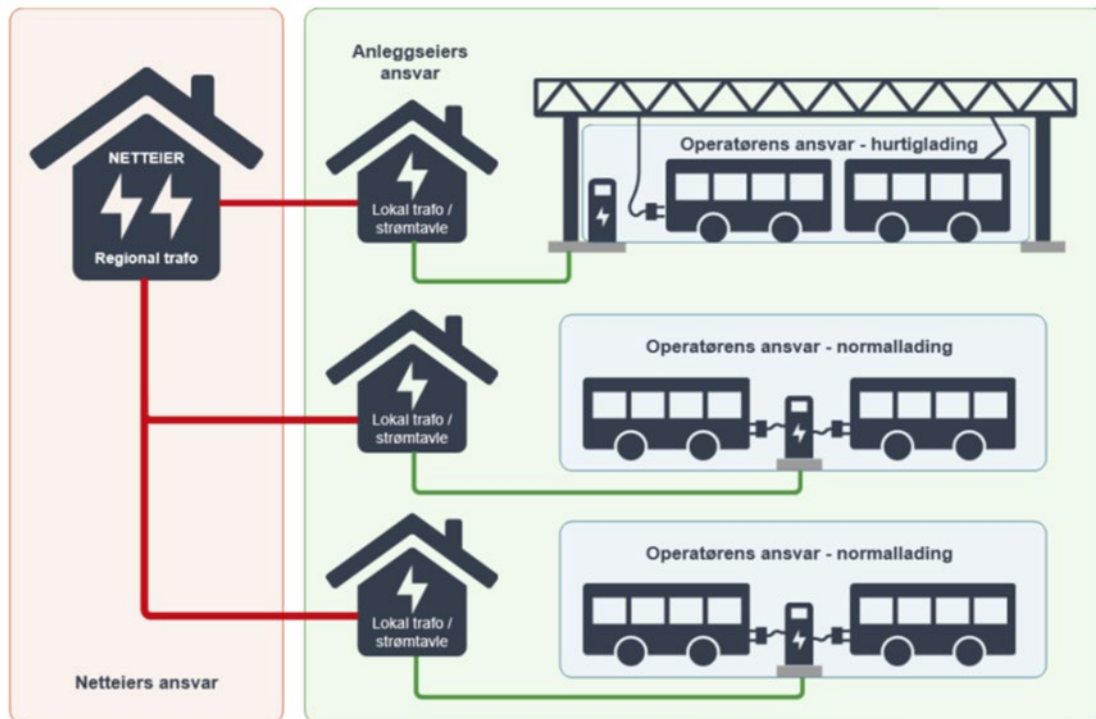 NETTEIER
Regional trafo
Netteiers ansvar
Anleggseiers
ansvar
Lokal trafo /
strømtavle
Operatørens ansvar - hurtiglading
Lokal trafo /
strømtavle
Operatørens ansvar - normallading
Lokal trafo /
strømtavle
Operatørens ansvar - normallading